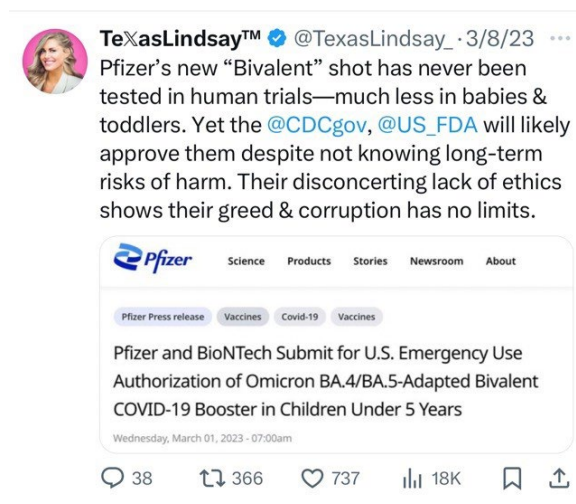 Te𝕏asLindsay™ @TexasLindsay_ · 3/8/23 ···
Pfizer’s new “Bivalent” shot has never been
tested in human trials—much less in babies &
toddlers. Yet the @CDCgov, @US_FDA will likely
approve them despite not knowing long-term
risks of harm. Their disconcerting lack of ethics
shows their greed & corruption has no limits.
Pfizer Science Products Stories Newsroom About
Pfizer Press release Vaccines Covid-19 Vaccines
Pfizer and BioNTech Submit for U.S. Emergency Use
Authorization of Omicron BA.4/BA.5-Adapted Bivalent
COVID-19 Booster in Children Under 5 Years
Wednesday, March 01, 2023 - 07:00am
38 366 737 18K